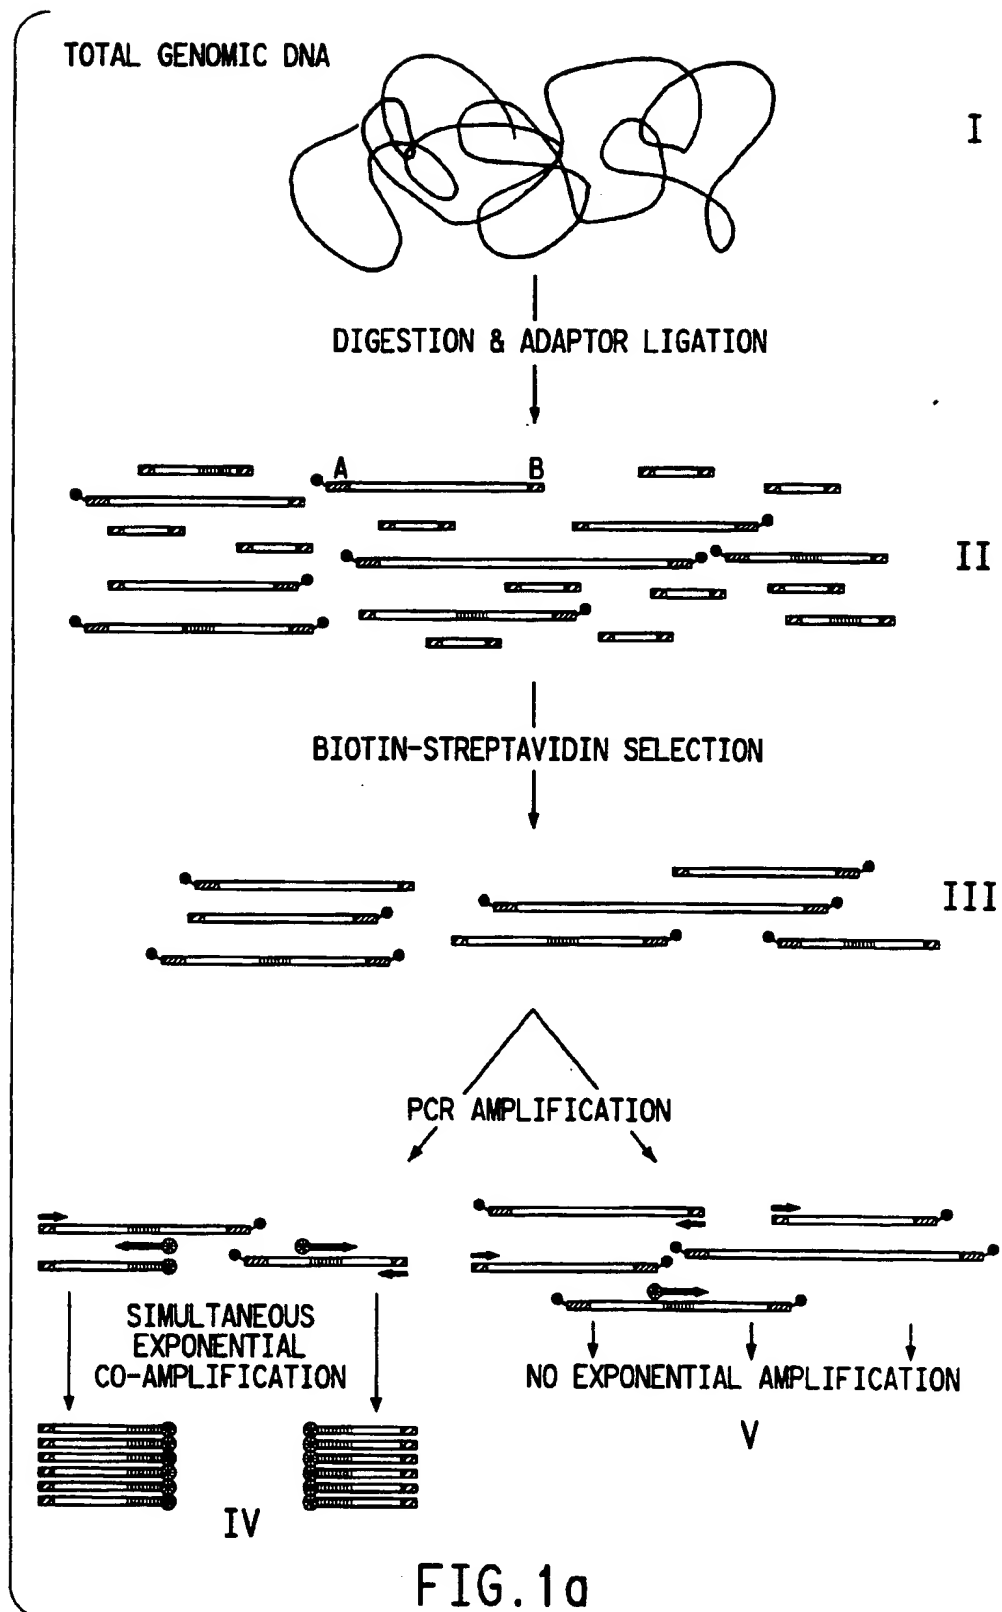 TOTAL GENOMIC DNA
I
DIGESTION & ADAPTOR LIGATION
A
B
II
BIOTIN-STREPTAVIDIN SELECTION
III
PCR AMPLIFICATION
SIMULTANEOUS
EXPONENTIAL
CO-AMPLIFICATION
NO EXPONENTIAL AMPLIFICATION
V
IV
FIG.1a